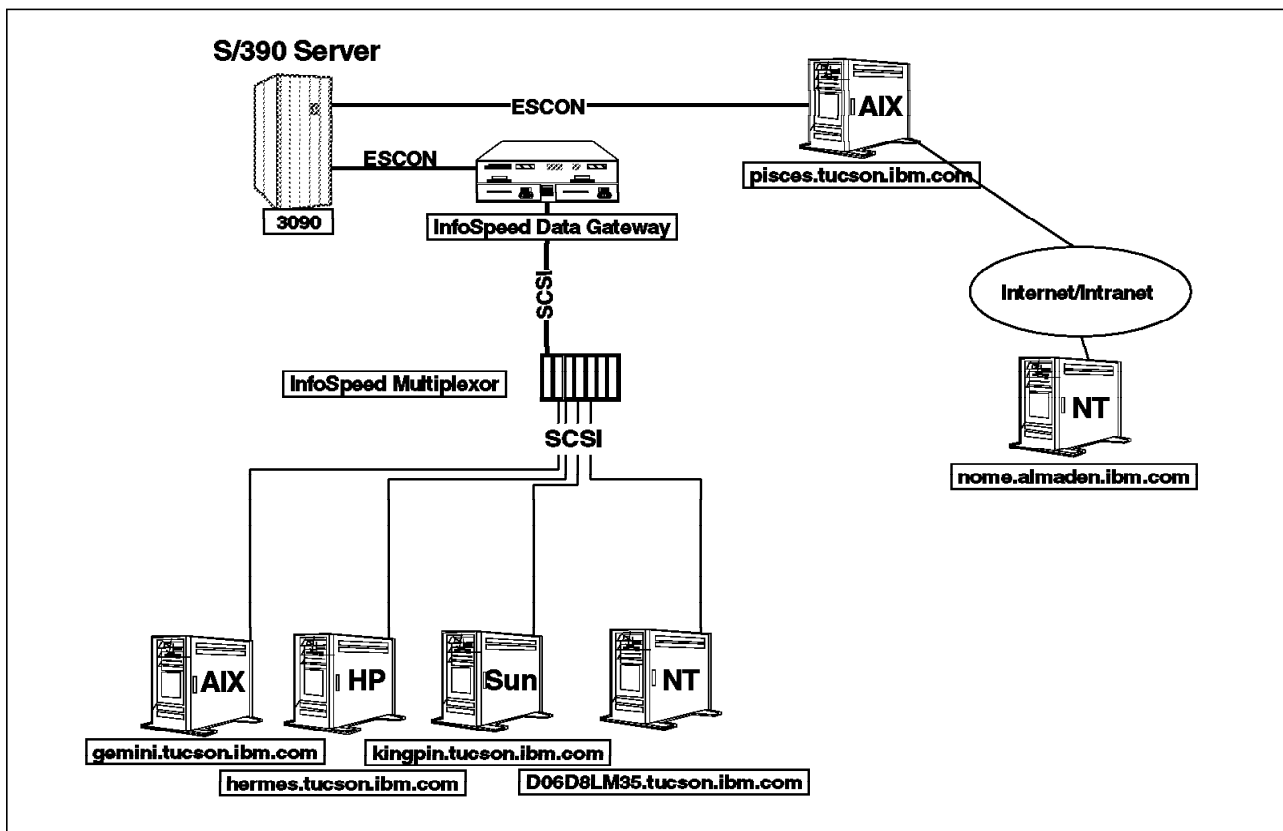 S/390 Server
ESCON
AIX
ESCON
pisces.tucson.ibm.com
3090
InfoSpeed Data Gateway
SCSI
Internet/Intranet
InfoSpeed Multiplexor
NT
SCSI
nome.almaden.ibm.com
AIX
HP
Sun
NT
gemini.tucson.ibm.com
kingpin.tucson.ibm.com
hermes.tucson.ibm.com
D06D8LM35.tucson.ibm.com